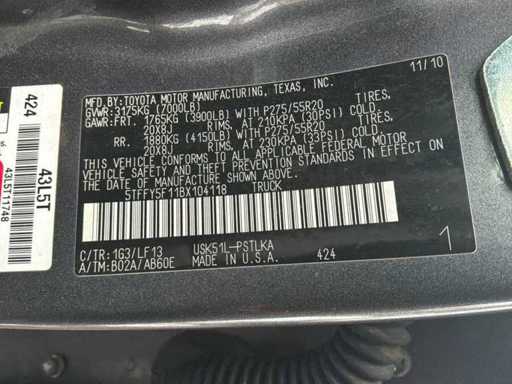 MFD.BY:TOYOTA MOTOR MANUFACTURING, TEXAS, INC. 11/10
GVWR:3175KG (7000LB)
GAWR:FRT. 1765KG (3900LB) WITH P275/55R20 TIRES,
20X8J RIMS, AT 210KPA (30PSI) COLD.
RR. 1880KG (4150LB) WITH P275/55R20 TIRES,
20X8J RIMS, AT 230KPA (33PSI) COLD.
THIS VEHICLE CONFORMS TO ALL APPLICABLE FEDERAL MOTOR
VEHICLE SAFETY AND THEFT PREVENTION STANDARDS IN EFFECT
ON THE DATE OF MANUFACTURE SHOWN ABOVE.
5TFFY5F11BX104118 TRUCK
C/TR:1G3/LF13 USK51L-PSTLKA
A/TM:B02A/AB60E MADE IN U.S.A. 424
1
424
43L5T
43L5T11748